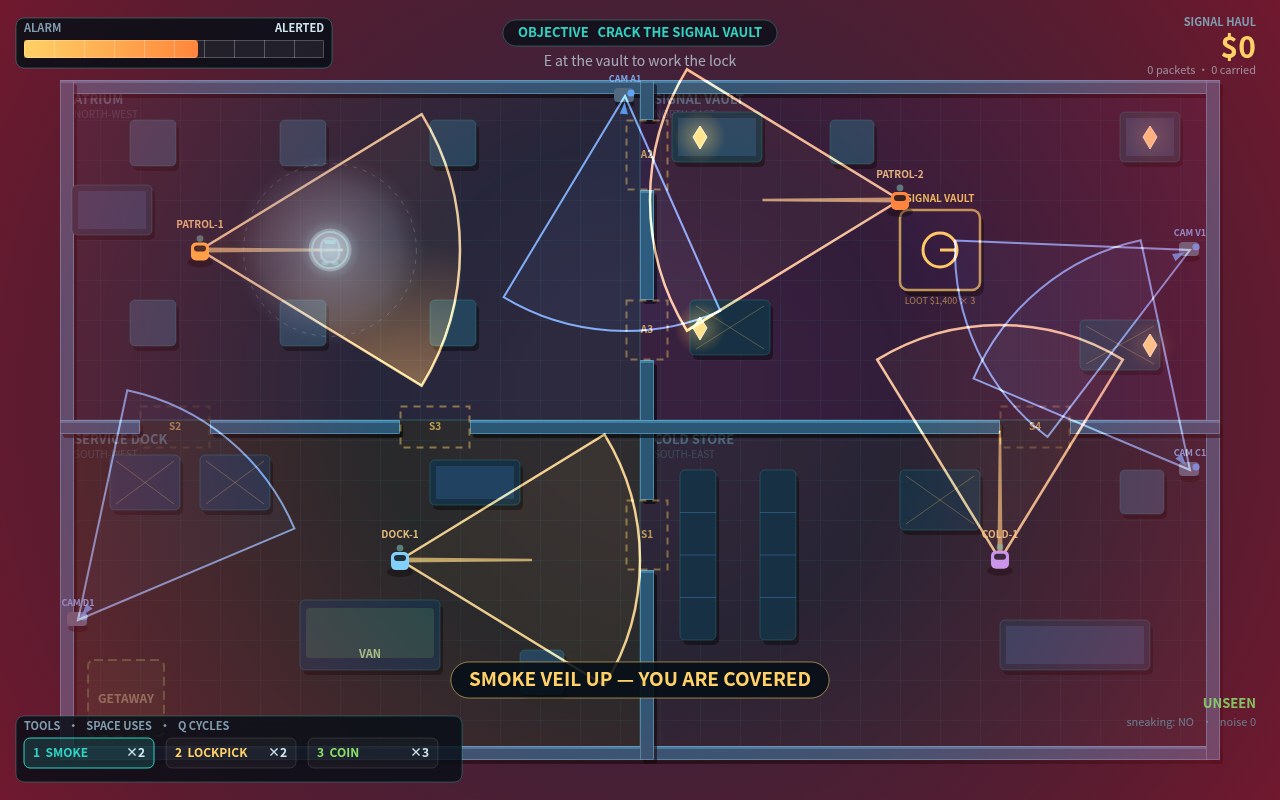 ALARM ALERTED
OBJECTIVE CRACK THE SIGNAL VAULT
E at the vault to work the lock
SIGNAL HAUL
$0
0 packets • 0 carried
CAM A1
ATRIUM
NORTH-WEST
SIGNAL VAULT
A2
PATROL-2
SIGNAL VAULT
PATROL-1
CAM V1
LOOT $1,400 × 3
A3
S2
S3
S4
SERVICE DOCK
SOUTH-WEST
COLD STORE
SOUTH-EAST
CAM C1
DOCK-1
S1
COLD-1
CAM D1
VAN
SMOKE VEIL UP — YOU ARE COVERED
GETAWAY
UNSEEN
sneaking: NO • noise 0
TOOLS • SPACE USES • Q CYCLES
1 SMOKE ×2
2 LOCKPICK ×2
3 COIN ×3